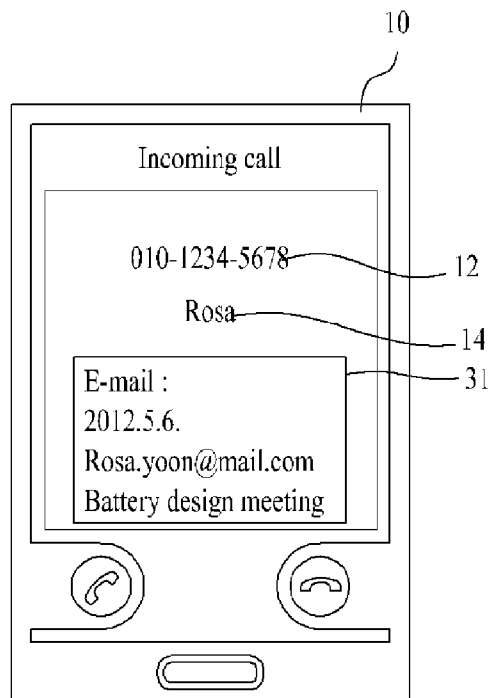 10
Incoming call
010-1234-5678
12
Rosa
14
31
E-mail :
2012.5.6.
Rosa.yoon@mail.com
Battery design meeting